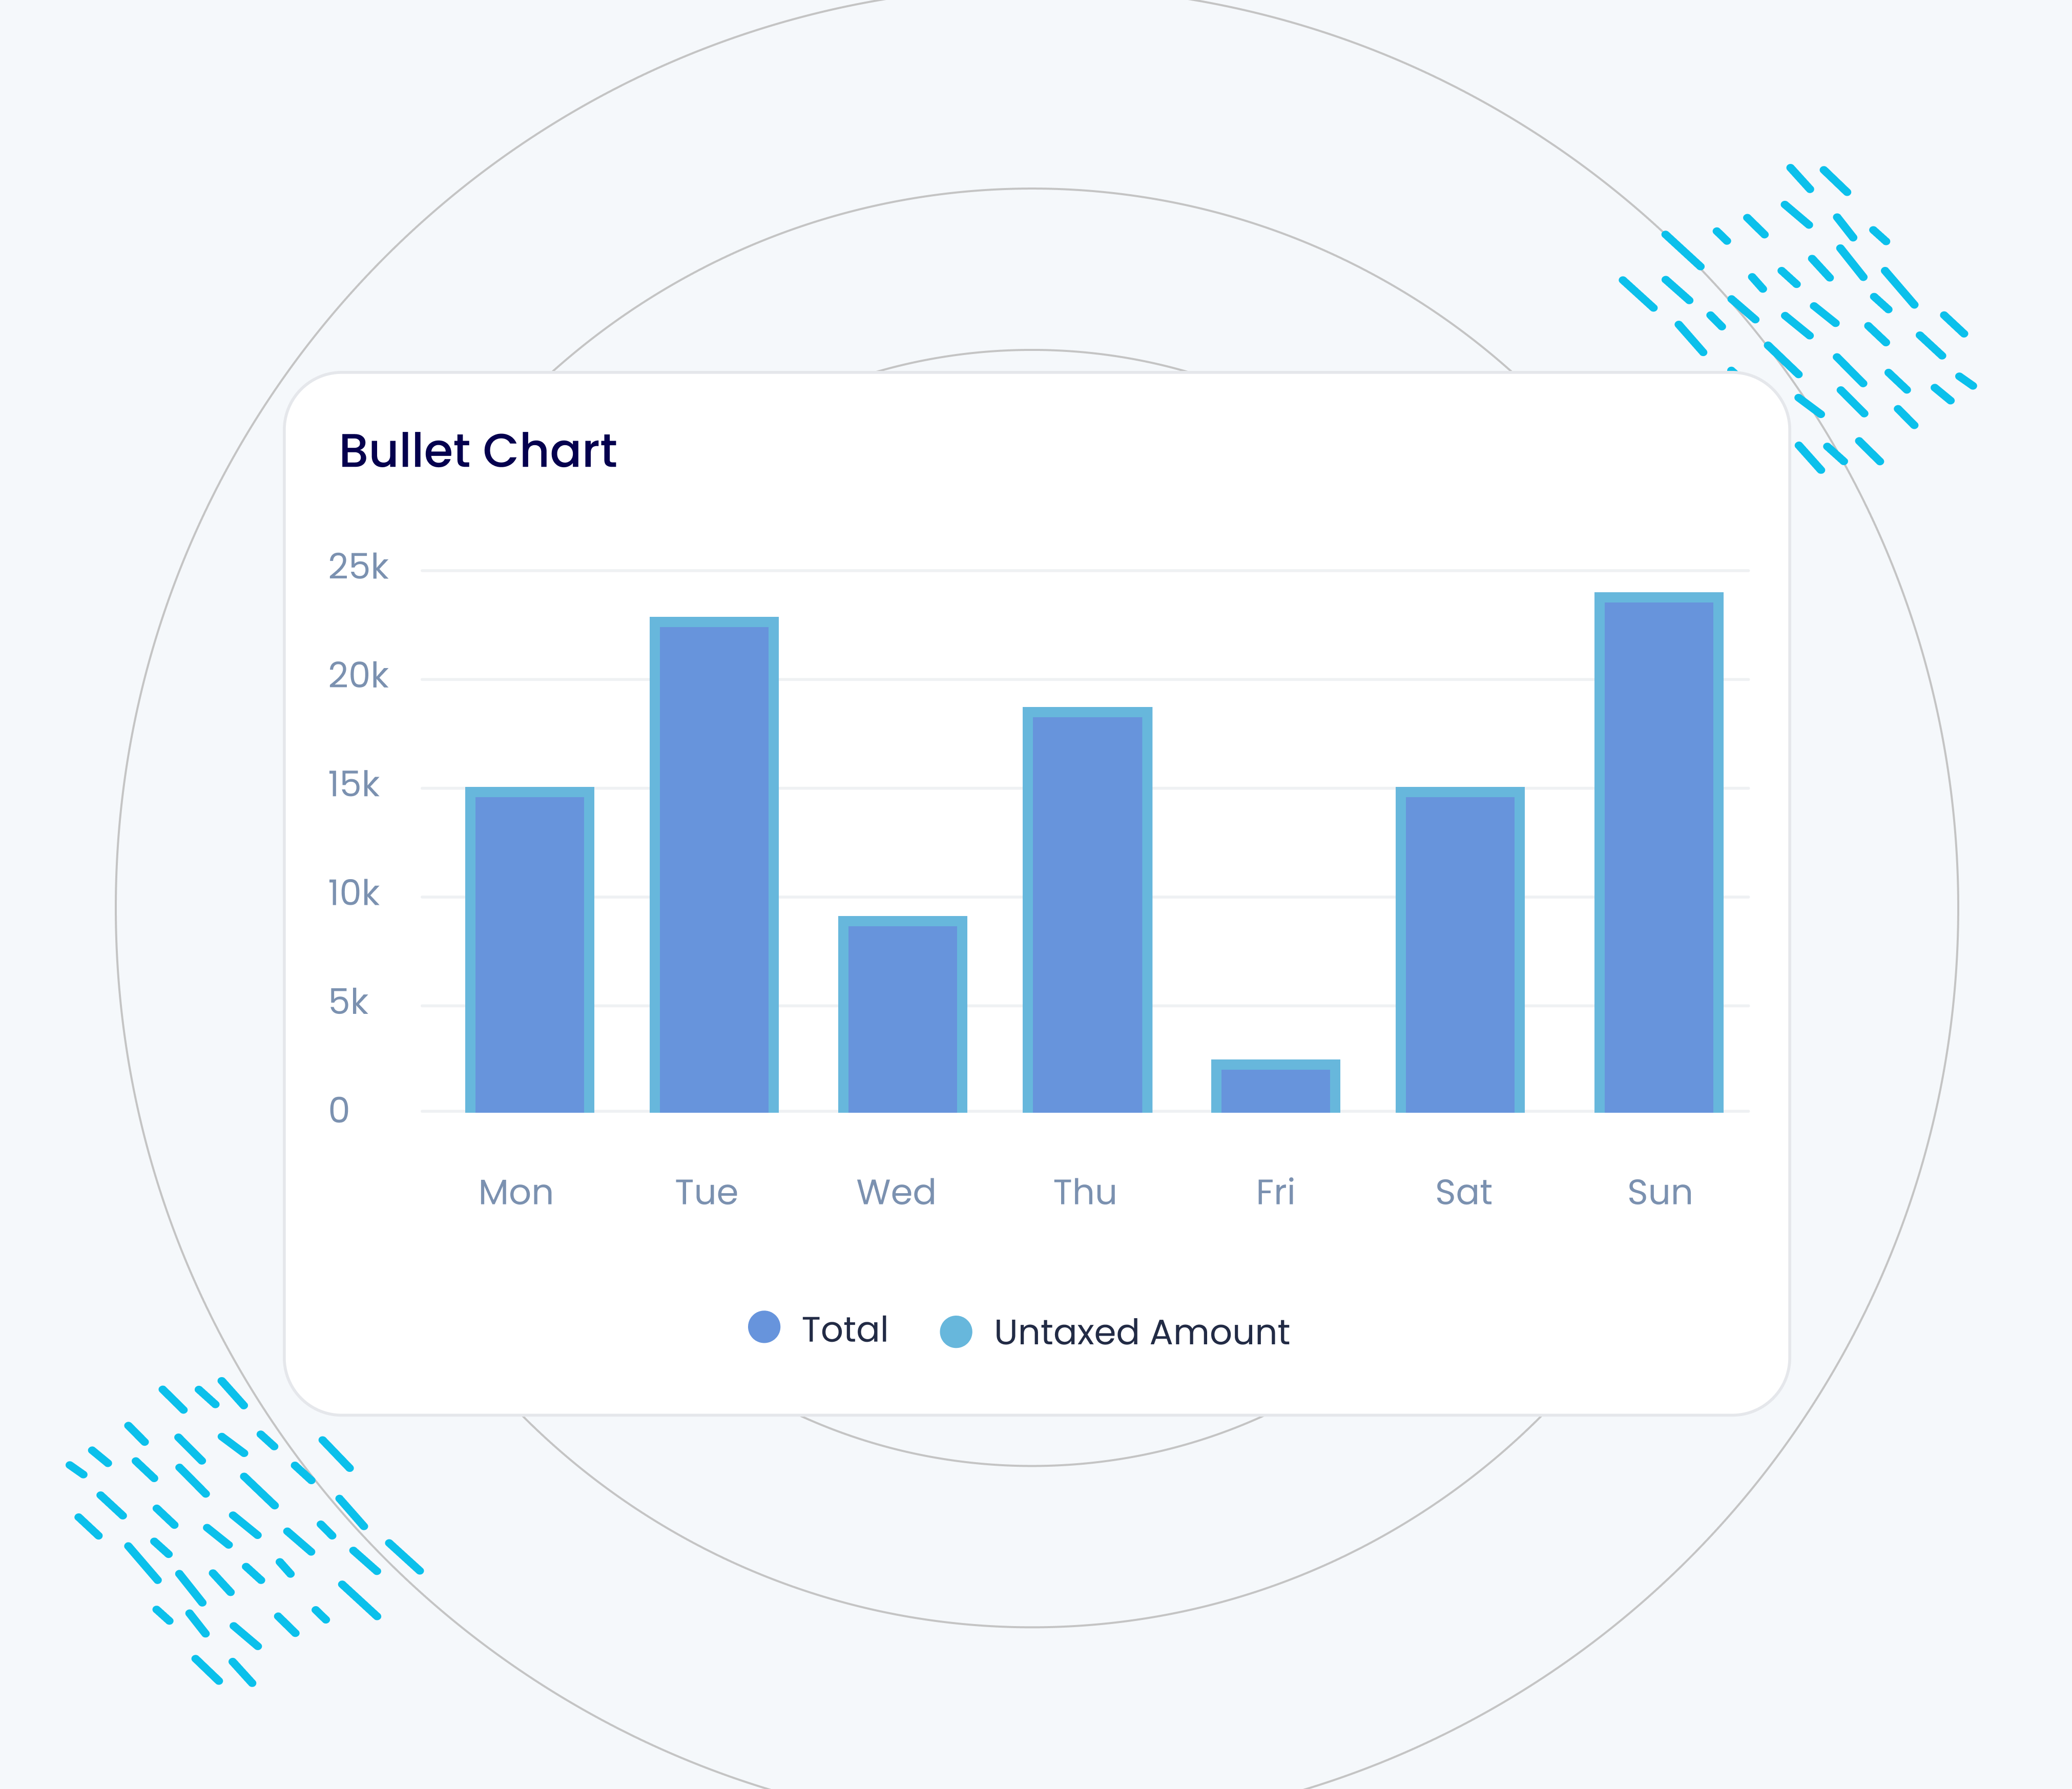 Bullet Chart
25k
20k
15k
10k
5k
0
Mon Tue Wed Thu Fri Sat Sun
Total Untaxed Amount